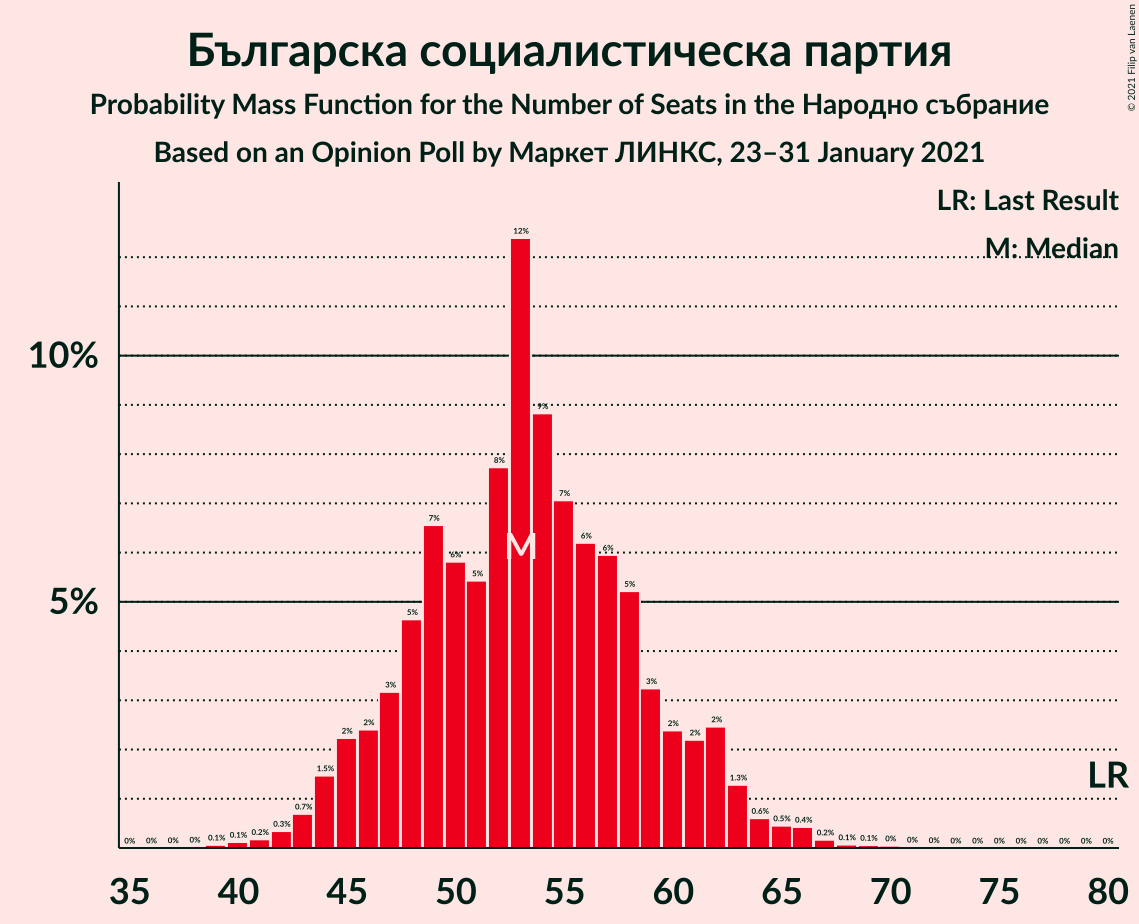 Българска социалистическа партия
Probability Mass Function for the Number of Seats in the Народно събрание
Based on an Opinion Poll by Маркет ЛИНКС, 23–31 January 2021
© 2021 Filip van Laenen
LR: Last Result
M: Median
10%
5%
0% 0% 0% 0% 0.1% 0.1% 0.2% 0.3% 0.7% 1.5% 2% 2% 3% 5% 7% 6% 5% 8% 12% 9% 7% 6% 6% 5% 3% 2% 2% 2% 1.3% 0.6% 0.5% 0.4% 0.2% 0.1% 0.1% 0% 0% 0% 0% 0% 0% 0% 0% 0% 0% 0%
M
LR
35 40 45 50 55 60 65 70 75 80